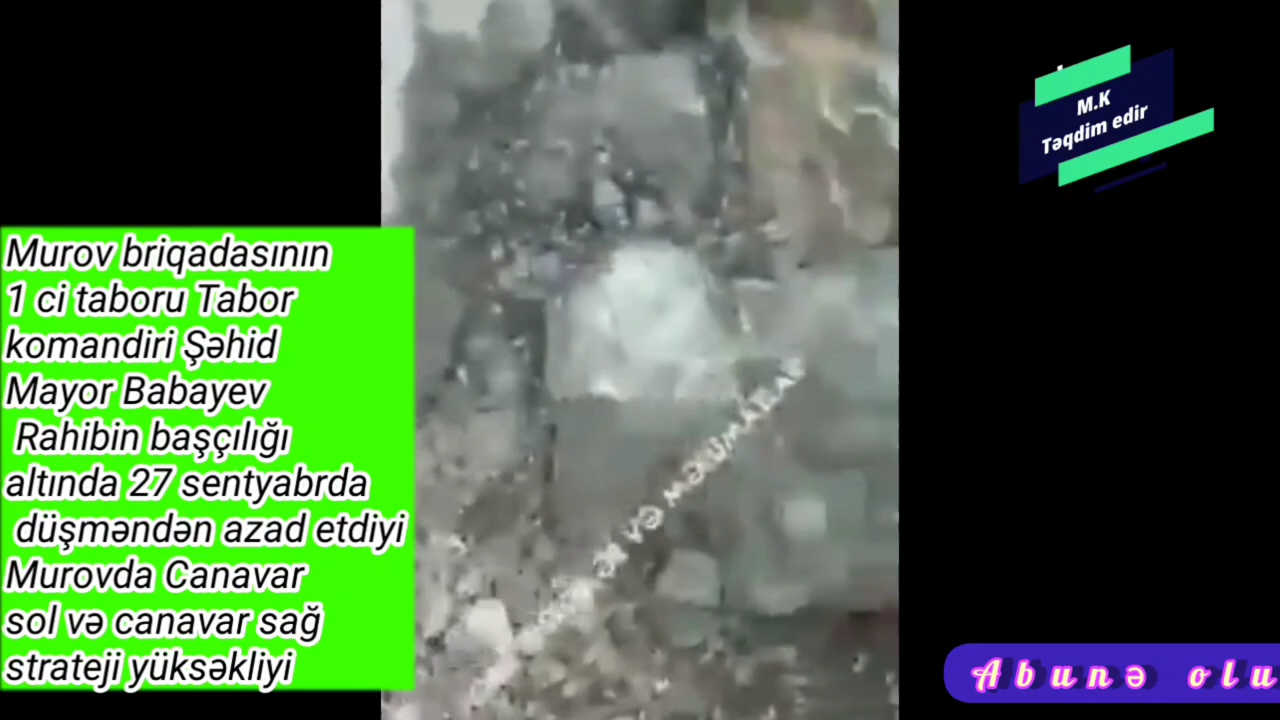 M.K
Təqdim edir
Murov briqadasının
1 ci taboru Tabor
komandiri Şəhid
Mayor Babayev
Rahibin başçılığı
altında 27 sentyabrda
düşməndən azad etdiyi
Murovda Canavar
sol və canavar sağ
strateji yüksəkliyi
VƏ
Abunə olu